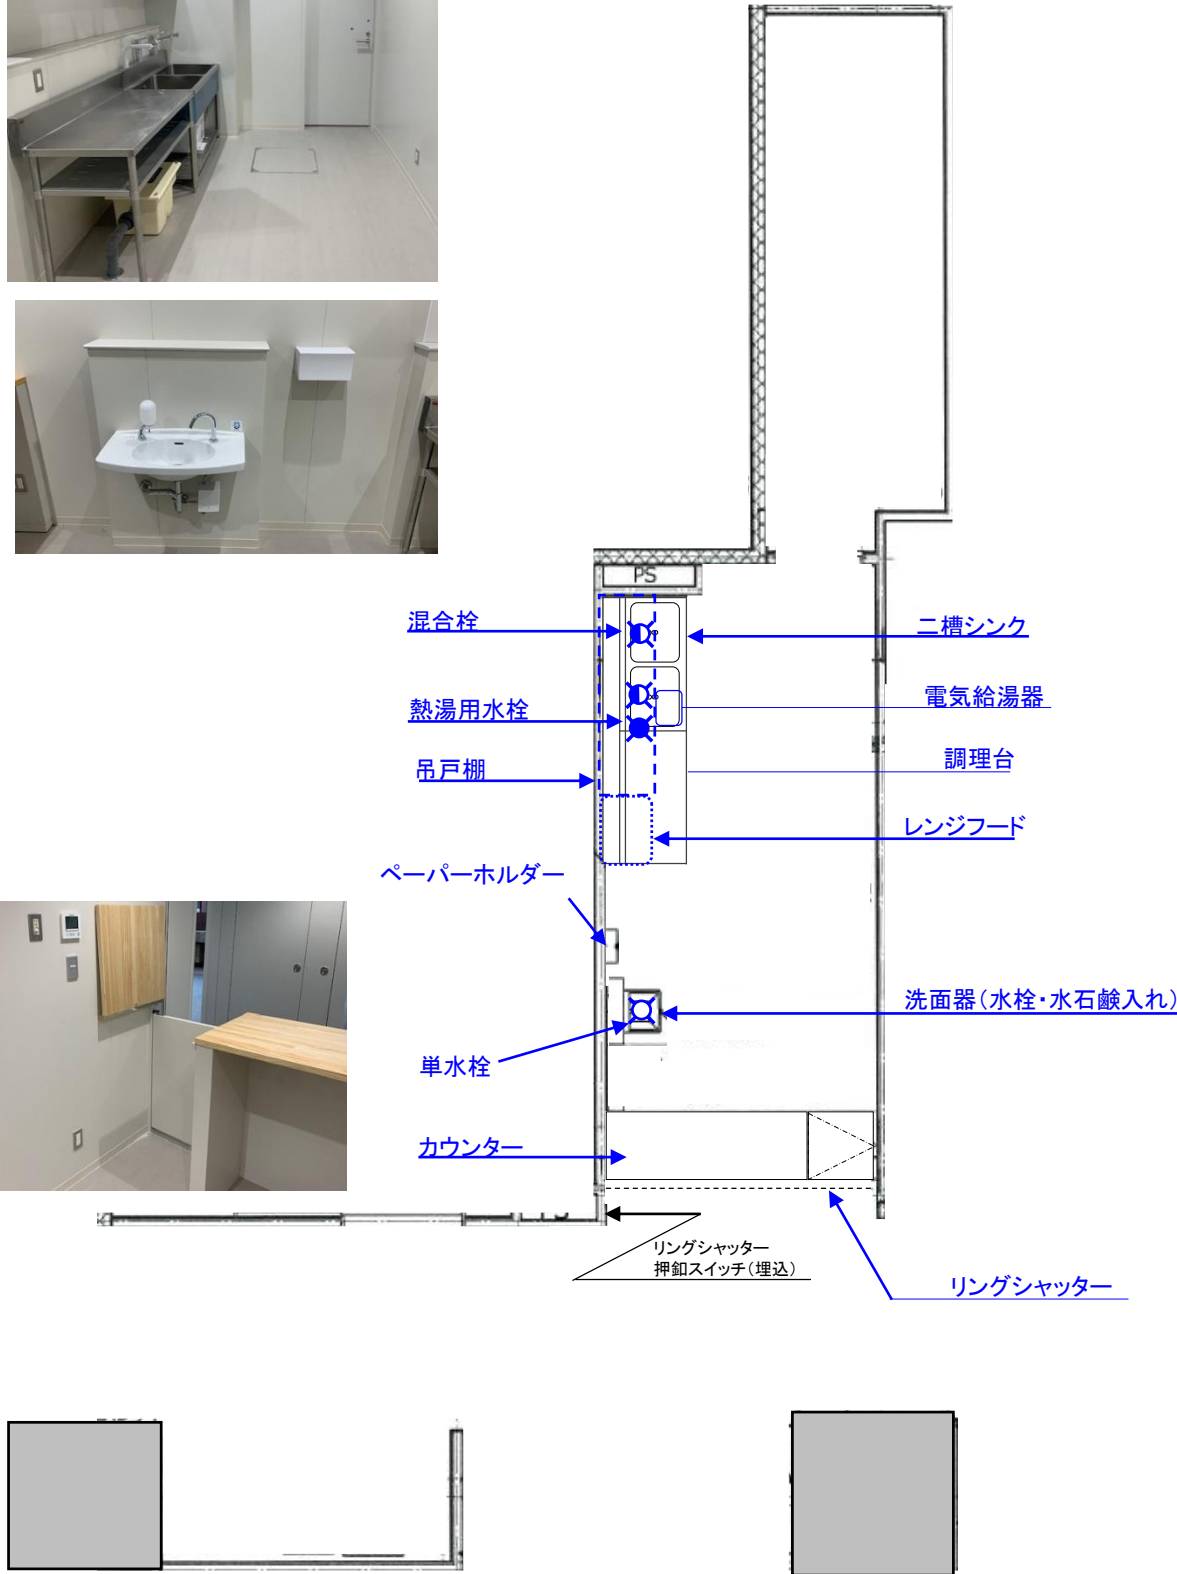 PS
混合栓
二槽シンク
電気給湯器
熱湯用水栓
調理台
吊戸棚
レンジフード
ペーパーホルダー
洗面器（水栓・水石鹸入れ）
単水栓
カウンター
リングシャッター
押釦スイッチ（埋込）
リングシャッター